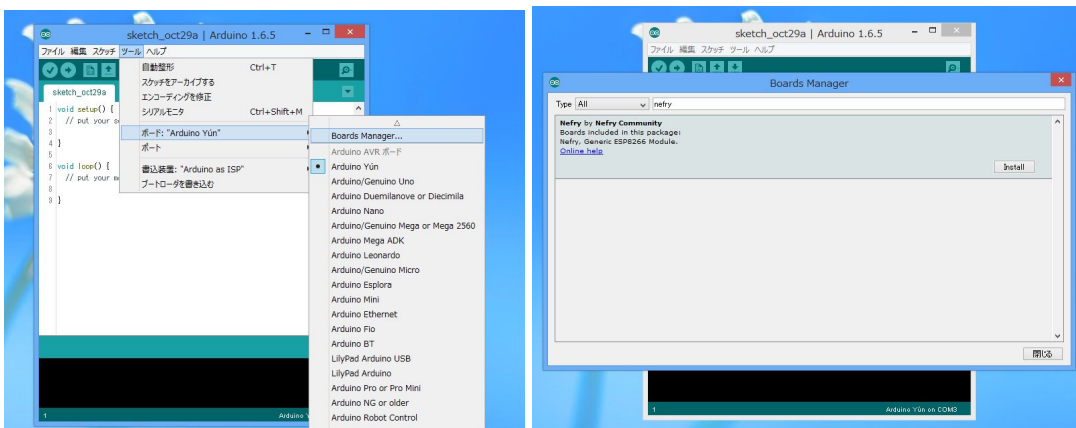 sketch_oct29a | Arduino 1.6.5
ファイル 編集 スケッチ ツール ヘルプ
sketch_oct29a
自動整形 Ctrl+T
スケッチをアーカイブする
エンコーディングを修正
シリアルモニタ Ctrl+Shift+M
ボード: "Arduino Yún"
ポート
書込装置: "Arduino as ISP"
ブートローダを書き込む
1 void setup() {
2 // put your s
3
4 }
5
6 void loop() {
7 // put your m
8
9 }
Boards Manager...
Arduino AVR ボード
Arduino Yún
Arduino/Genuino Uno
Arduino Duemilanove or Diecimila
Arduino Nano
Arduino/Genuino Mega or Mega 2560
Arduino Mega ADK
Arduino Leonardo
Arduino/Genuino Micro
Arduino Esplora
Arduino Mini
Arduino Ethernet
Arduino Fio
Arduino BT
LilyPad Arduino USB
LilyPad Arduino
Arduino Pro or Pro Mini
Arduino NG or older
Arduino Robot Control
1 Arduino Y
sketch_oct29a | Arduino 1.6.5
ファイル 編集 スケッチ ツール ヘルプ
Boards Manager
Type All nefry
Nefry by Nefry Community
Boards included in this package:
Nefry, Generic ESP8266 Module.
Online help
Install
閉じる
1 Arduino Yún on COM3